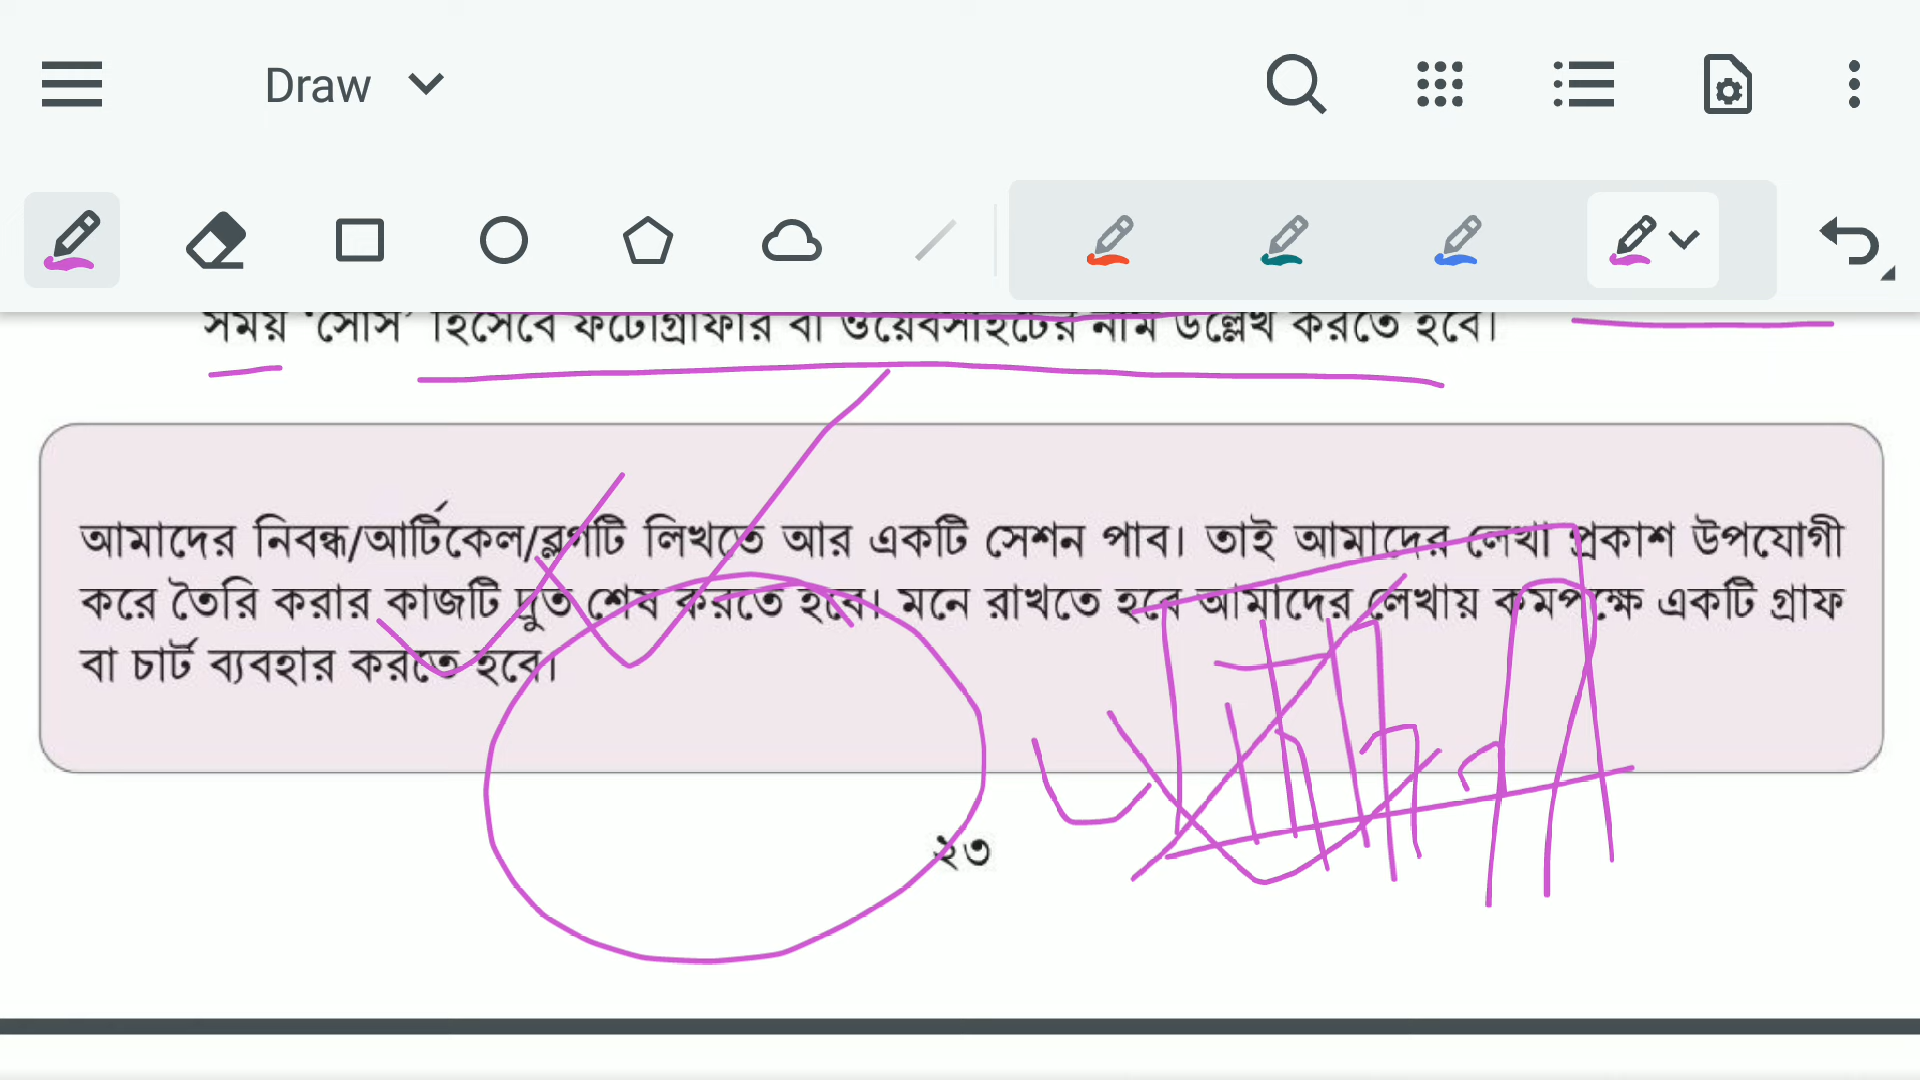 Draw
সময় ‘সোর্স’ হিসেবে ফটোগ্রাফার বা ওয়েবসাইটের নাম উল্লেখ করতে হবে।
আমাদের নিবন্ধ/আর্টিকেল/ব্লগটি লিখতে আর একটি সেশন পাব। তাই আমাদের লেখা প্রকাশ উপযোগী
করে তৈরি করার কাজটি দ্রুত শেষ করতে হবে। মনে রাখতে হবে আমাদের লেখায় কমপক্ষে একটি গ্রাফ
বা চার্ট ব্যবহার করতে হবে।
২৩